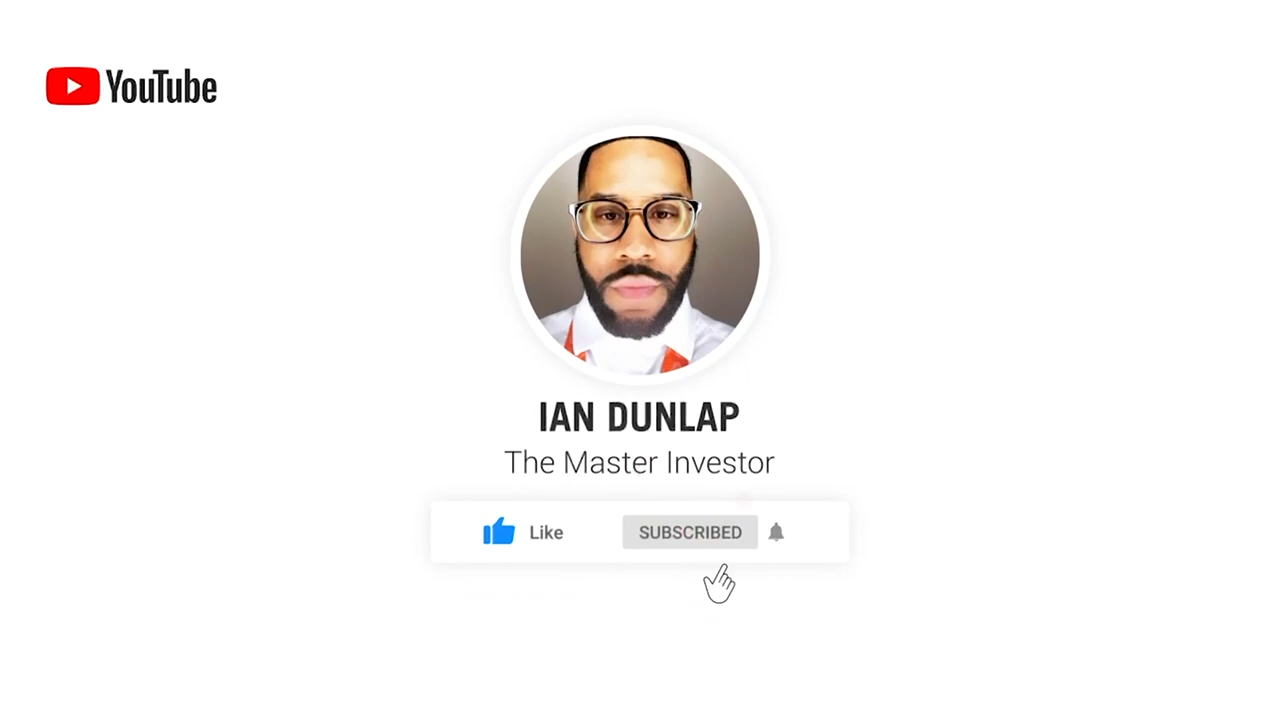 YouTube
IAN DUNLAP
The Master Investor
Like
SUBSCRIBED